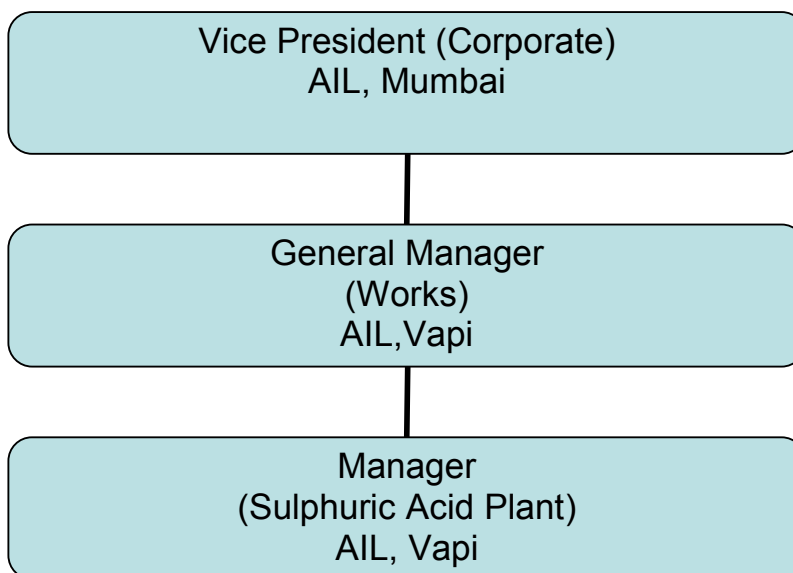 Vice President (Corporate)
AIL, Mumbai
General Manager
(Works)
AIL,Vapi
Manager
(Sulphuric Acid Plant)
AIL, Vapi